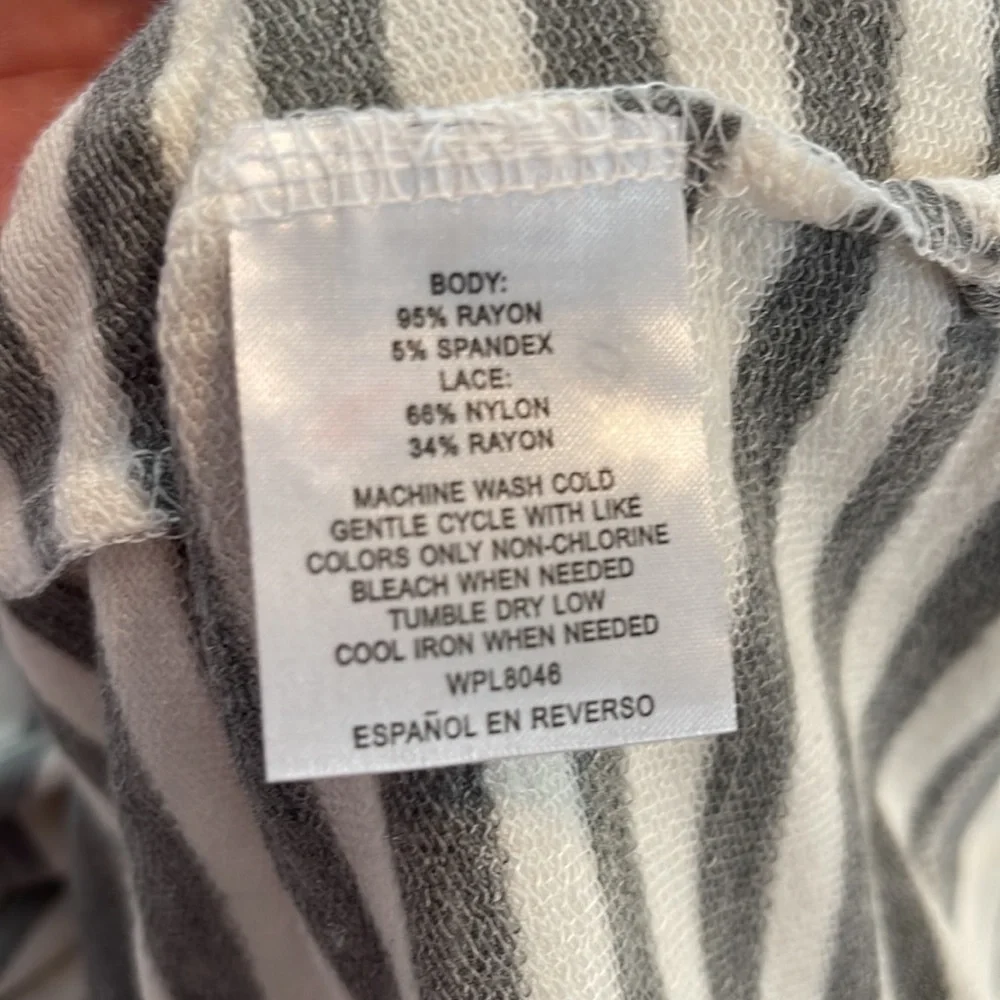 BODY:
95% RAYON
5% SPANDEX
LACE:
66% NYLON
34% RAYON
MACHINE WASH COLD
GENTLE CYCLE WITH LIKE
COLORS ONLY NON-CHLORINE
BLEACH WHEN NEEDED
TUMBLE DRY LOW
COOL IRON WHEN NEEDED
WPL8046
ESPAÑOL EN REVERSO